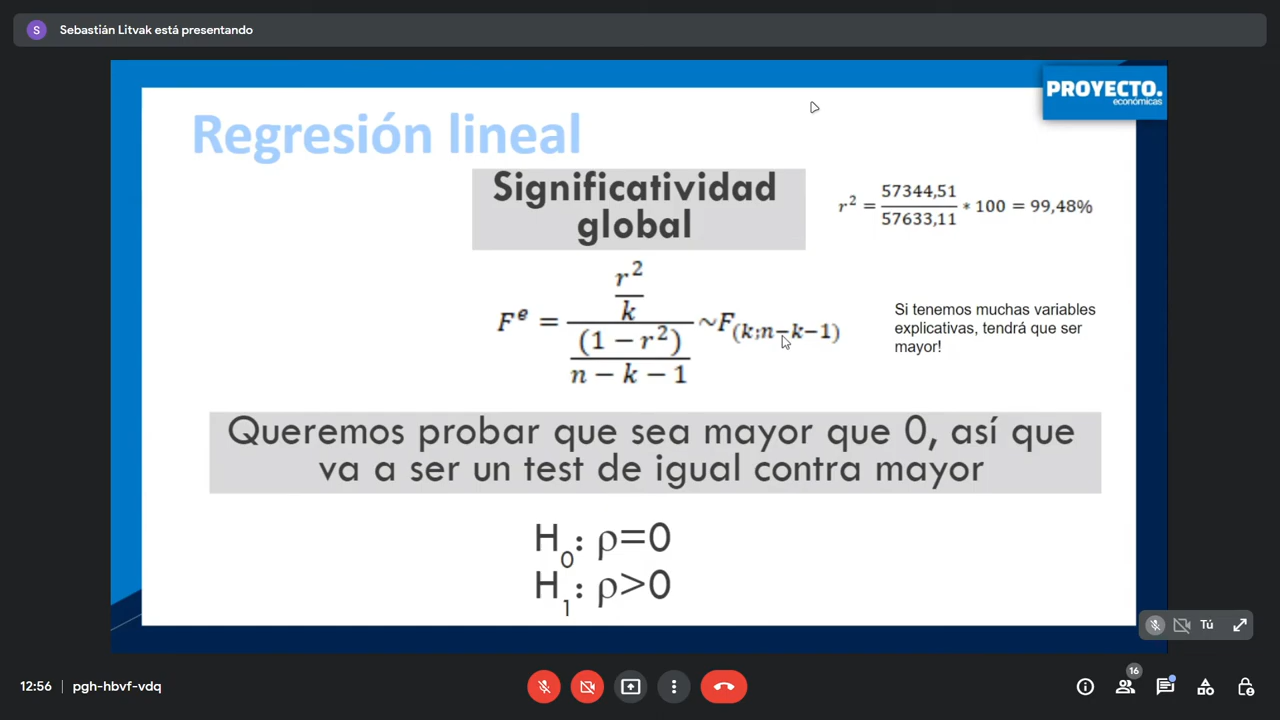 S
Sebastián Litvak está presentando
PROYECTO.
económicas
Regresión lineal
Significatividad
global
r² = 57344,51 / 57633,11 * 100 = 99,48%
Fᵉ = (r² / k) / ((1 − r²) / (n − k − 1)) ~F(k;n−k−1)
Si tenemos muchas variables
explicativas, tendrá que ser
mayor!
Queremos probar que sea mayor que 0, así que
va a ser un test de igual contra mayor
H₀: ρ=0
H₁: ρ>0
Tú
12:56 | pgh-hbvf-vdq
16